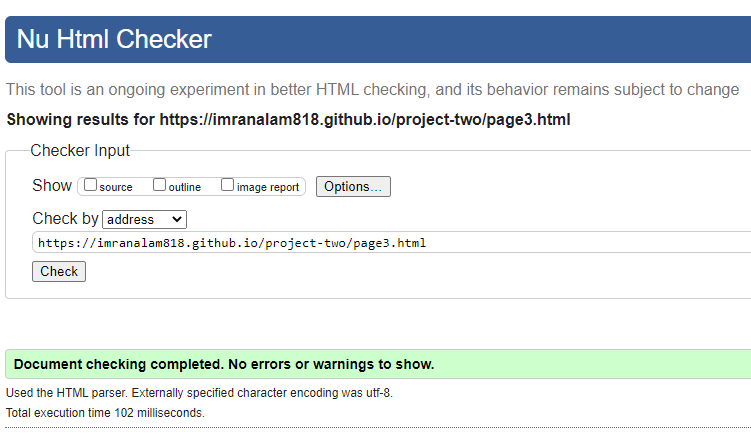 Nu Html Checker
This tool is an ongoing experiment in better HTML checking, and its behavior remains subject to change
Showing results for https://imranalam818.github.io/project-two/page3.html
Checker Input
Show source outline image report Options...
Check by address
https://imranalam818.github.io/project-two/page3.html
Check
Document checking completed. No errors or warnings to show.
Used the HTML parser. Externally specified character encoding was utf-8.
Total execution time 102 milliseconds.